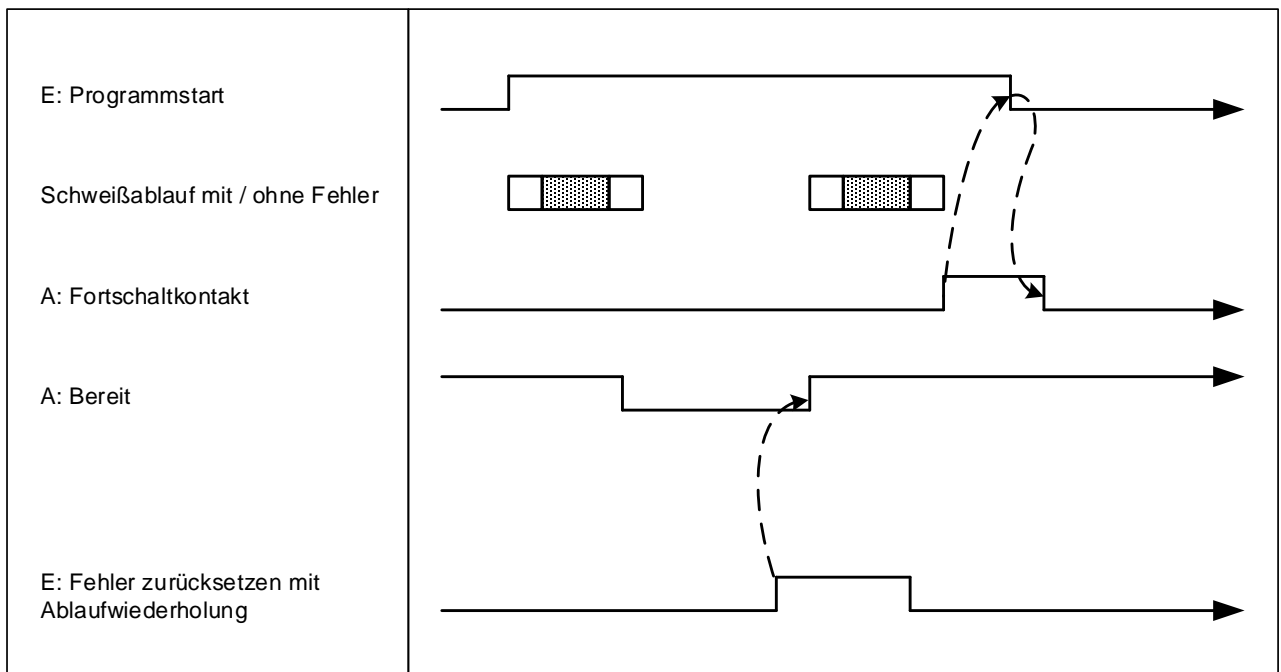 E: Programmstart
Schweißablauf mit / ohne Fehler
A: Fortschaltkontakt
A: Bereit
E: Fehler zurücksetzen mit
Ablaufwiederholung